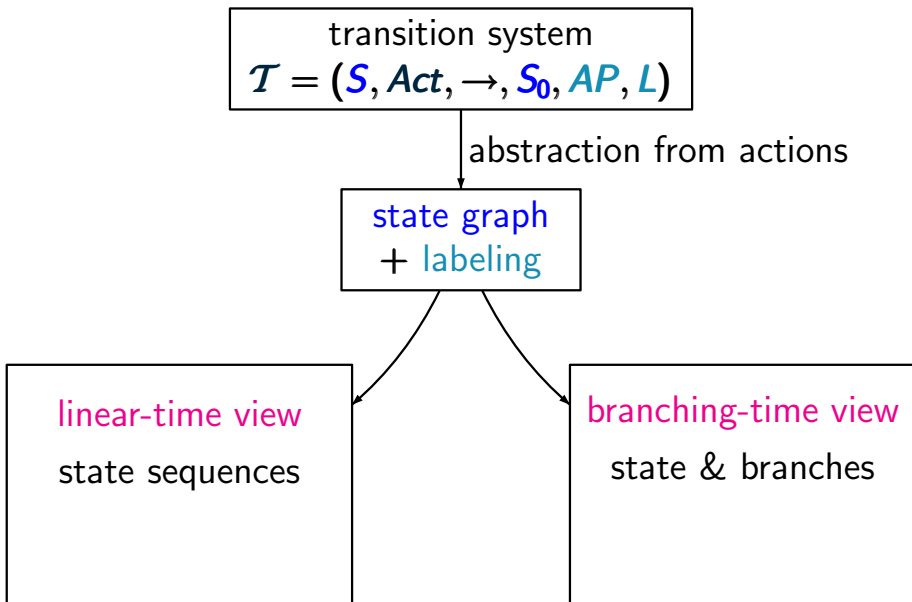 transition system
𝒯 = (S, Act, →, S₀, AP, L)
abstraction from actions
state graph
+ labeling
linear-time view
state sequences
branching-time view
state & branches